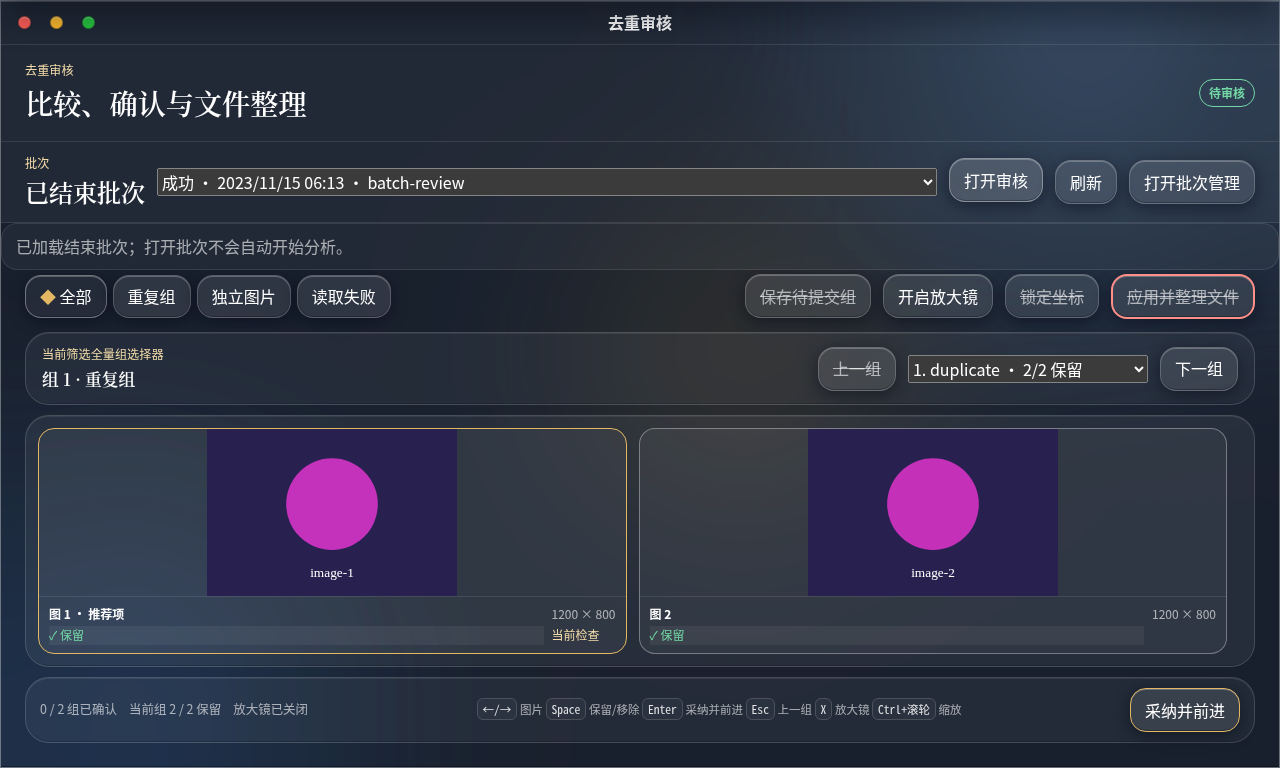 去重审核
去重审核
比较、确认与文件整理
待审核
批次
已结束批次
成功 • 2023/11/15 06:13 • batch-review
打开审核
刷新
打开批次管理
已加载结束批次；打开批次不会自动开始分析。
◆ 全部
重复组
独立图片
读取失败
保存待提交组
开启放大镜
锁定坐标
应用并整理文件
当前筛选全量组选择器
组 1 · 重复组
上一组
1. duplicate • 2/2 保留
下一组
image-1
image-2
图 1 • 推荐项
1200 × 800
✓保留
当前检查
图 2
1200 × 800
✓保留
0 / 2 组已确认 当前组 2 / 2 保留 放大镜已关闭
←/→ 图片 Space 保留/移除 Enter 采纳并前进 Esc 上一组 X 放大镜 Ctrl+滚轮 缩放
采纳并前进